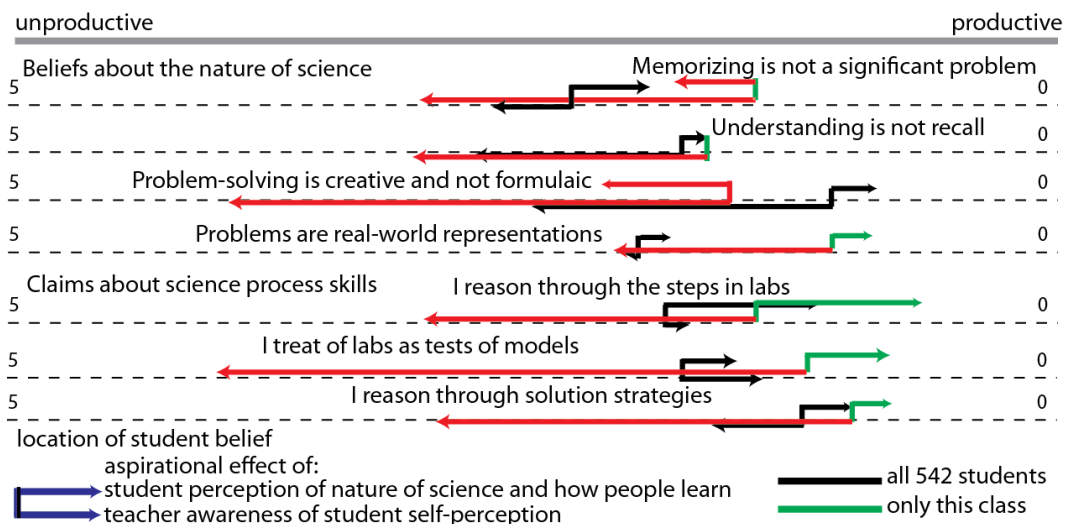 unproductive productive
Beliefs about the nature of science Memorizing is not a significant problem
5 0
Understanding is not recall
5 0
Problem-solving is creative and not formulaic
5 0
Problems are real-world representations
5 0
Claims about science process skills I reason through the steps in labs
5 0
I treat of labs as tests of models
5 0
I reason through solution strategies
5 0
location of student belief
aspirational effect of:
student perception of nature of science and how people learn
teacher awareness of student self-perception
all 542 students
only this class